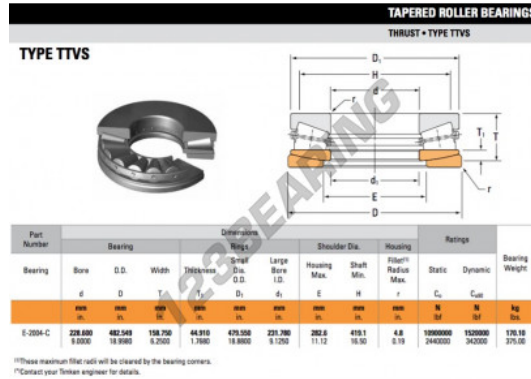 TAPERED ROLLER BEARINGS
THRUST • TYPE TTVS
TYPE TTVS
D₁
H
d
r
T₁ T
d₁
E
D
r
123BEARING
Part Number Dimensions Ratings Bearing Weight
Bearing Rings Shoulder Dia. Housing
Bearing Bore O.D. Width Thickness Small Dia. O.D. Large Bore I.D. Housing Max. Shaft Min. Fillet⁽¹⁾ Radius Max. Static Dynamic
d D T T₁ D₁ d₁ E H r
mm mm mm mm mm mm mm mm mm N N kg
in. in. in. in. in. in. in. in. in. lbf lbf lbs.
E-2004-C 228.600 482.549 158.750 44.910 479.550 231.780 282.6 419.1 4.8 10900000 1520000 170.10
9.0000 18.9980 6.2500 1.7680 18.8800 9.1250 11.12 16.50 0.19 2440000 342000 375.00
⁽¹⁾These maximum fillet radii will be cleared by the bearing corners.
Contact your Timken engineer for details.